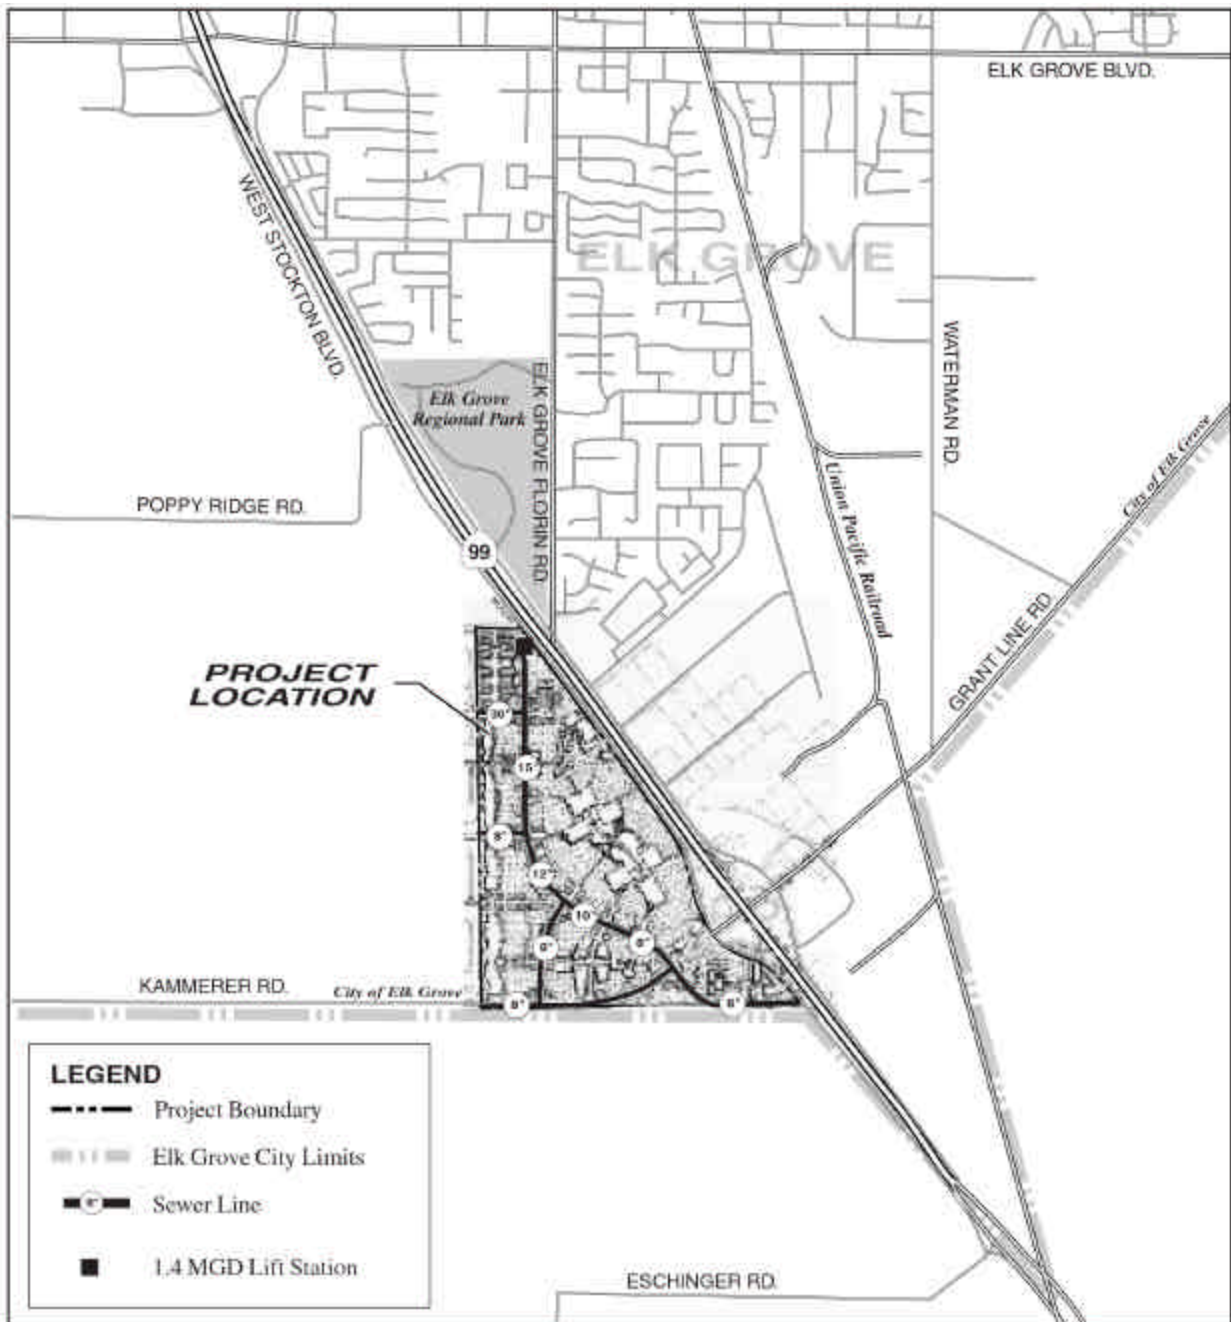 ELK GROVE BLVD.
WEST STOCKTON BLVD.
ELK GROVE
WATERMAN RD.
ELK GROVE FLORIN RD.
Elk Grove
Regional Park
City of Elk Grove
Union Pacific Railroad
POPPY RIDGE RD.
99
GRANT LINE RD.
PROJECT
LOCATION
15"
8"
12"
10"
8"
8"
KAMMERER RD.
City of Elk Grove
8"
8"
LEGEND
Project Boundary
Elk Grove City Limits
8"
Sewer Line
1.4 MGD Lift Station
ESCHINGER RD.